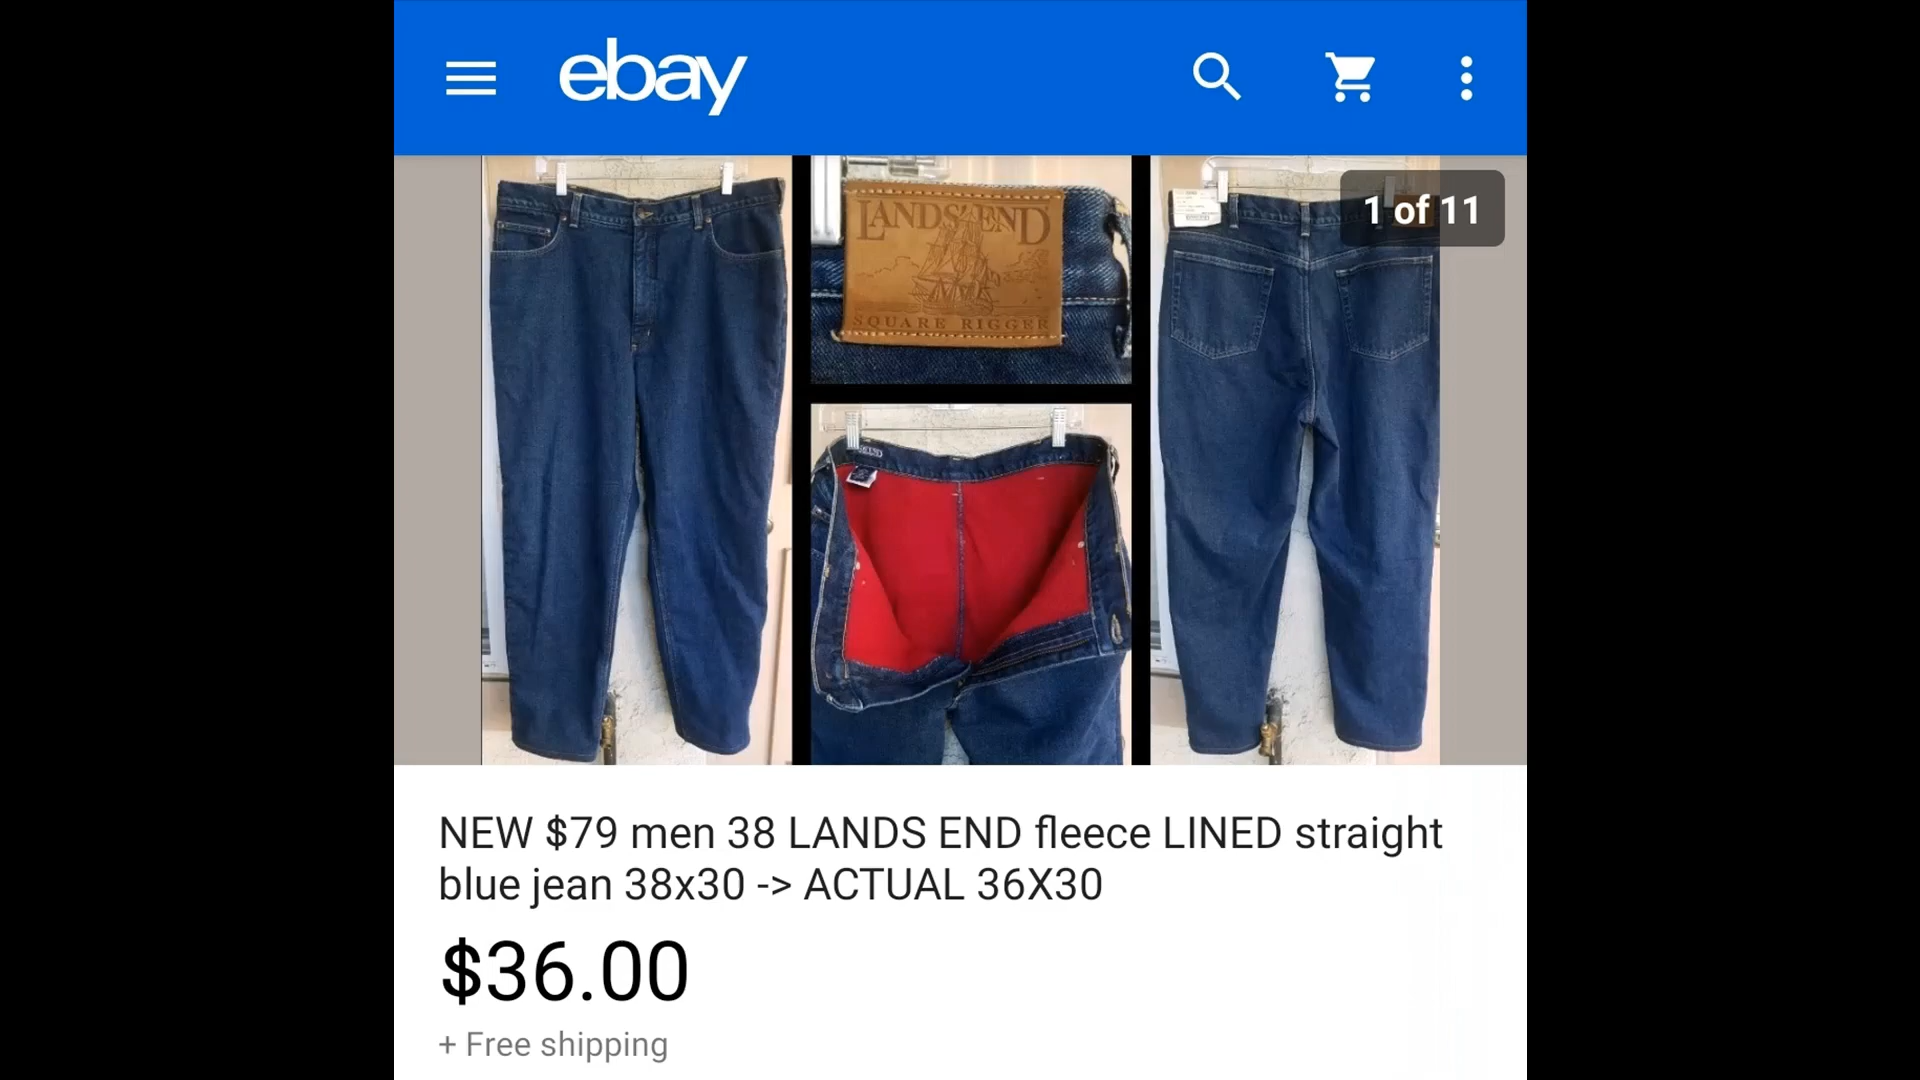 ebay
1 of 11
LANDS' END
SQUARE RIGGER
NEW $79 men 38 LANDS END fleece LINED straight
blue jean 38x30 -> ACTUAL 36X30
$36.00
+ Free shipping